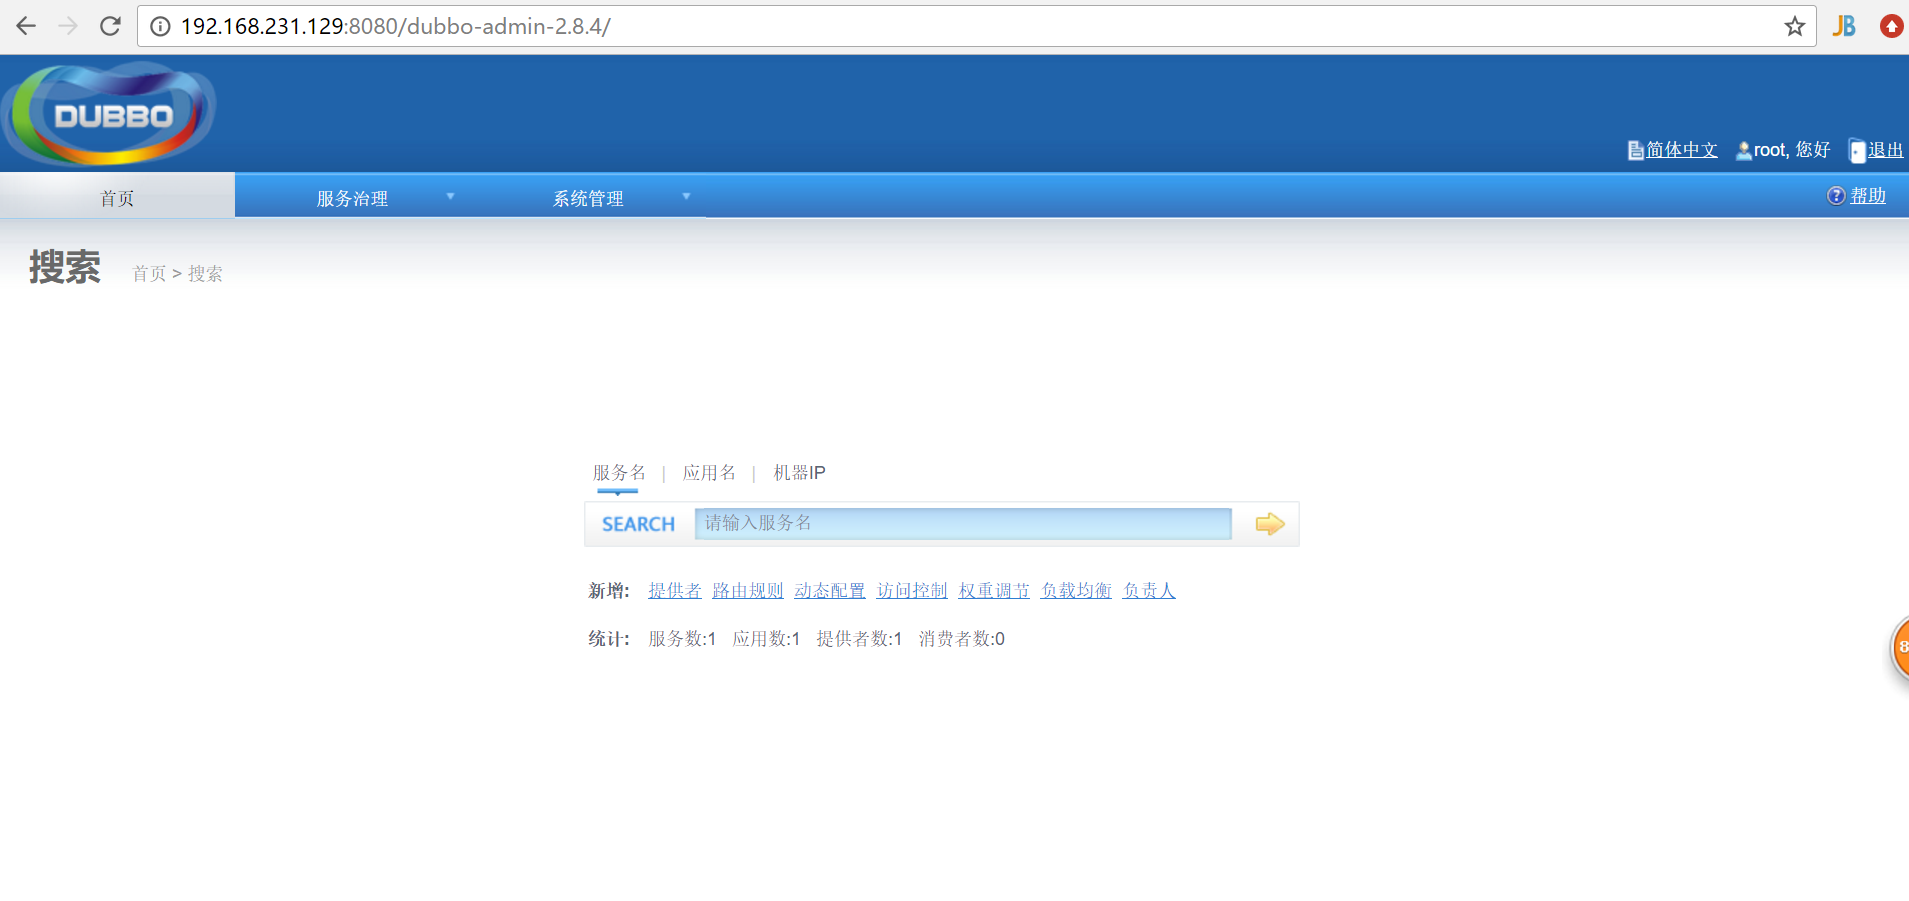 192.168.231.129:8080/dubbo-admin-2.8.4/
JB
DUBBO
简体中文 root, 您好 退出
首页 服务治理 系统管理 帮助
搜索 首页 > 搜索
服务名 | 应用名 | 机器IP
SEARCH 请输入服务名
新增: 提供者 路由规则 动态配置 访问控制 权重调节 负载均衡 负责人
统计: 服务数:1 应用数:1 提供者数:1 消费者数:0
8